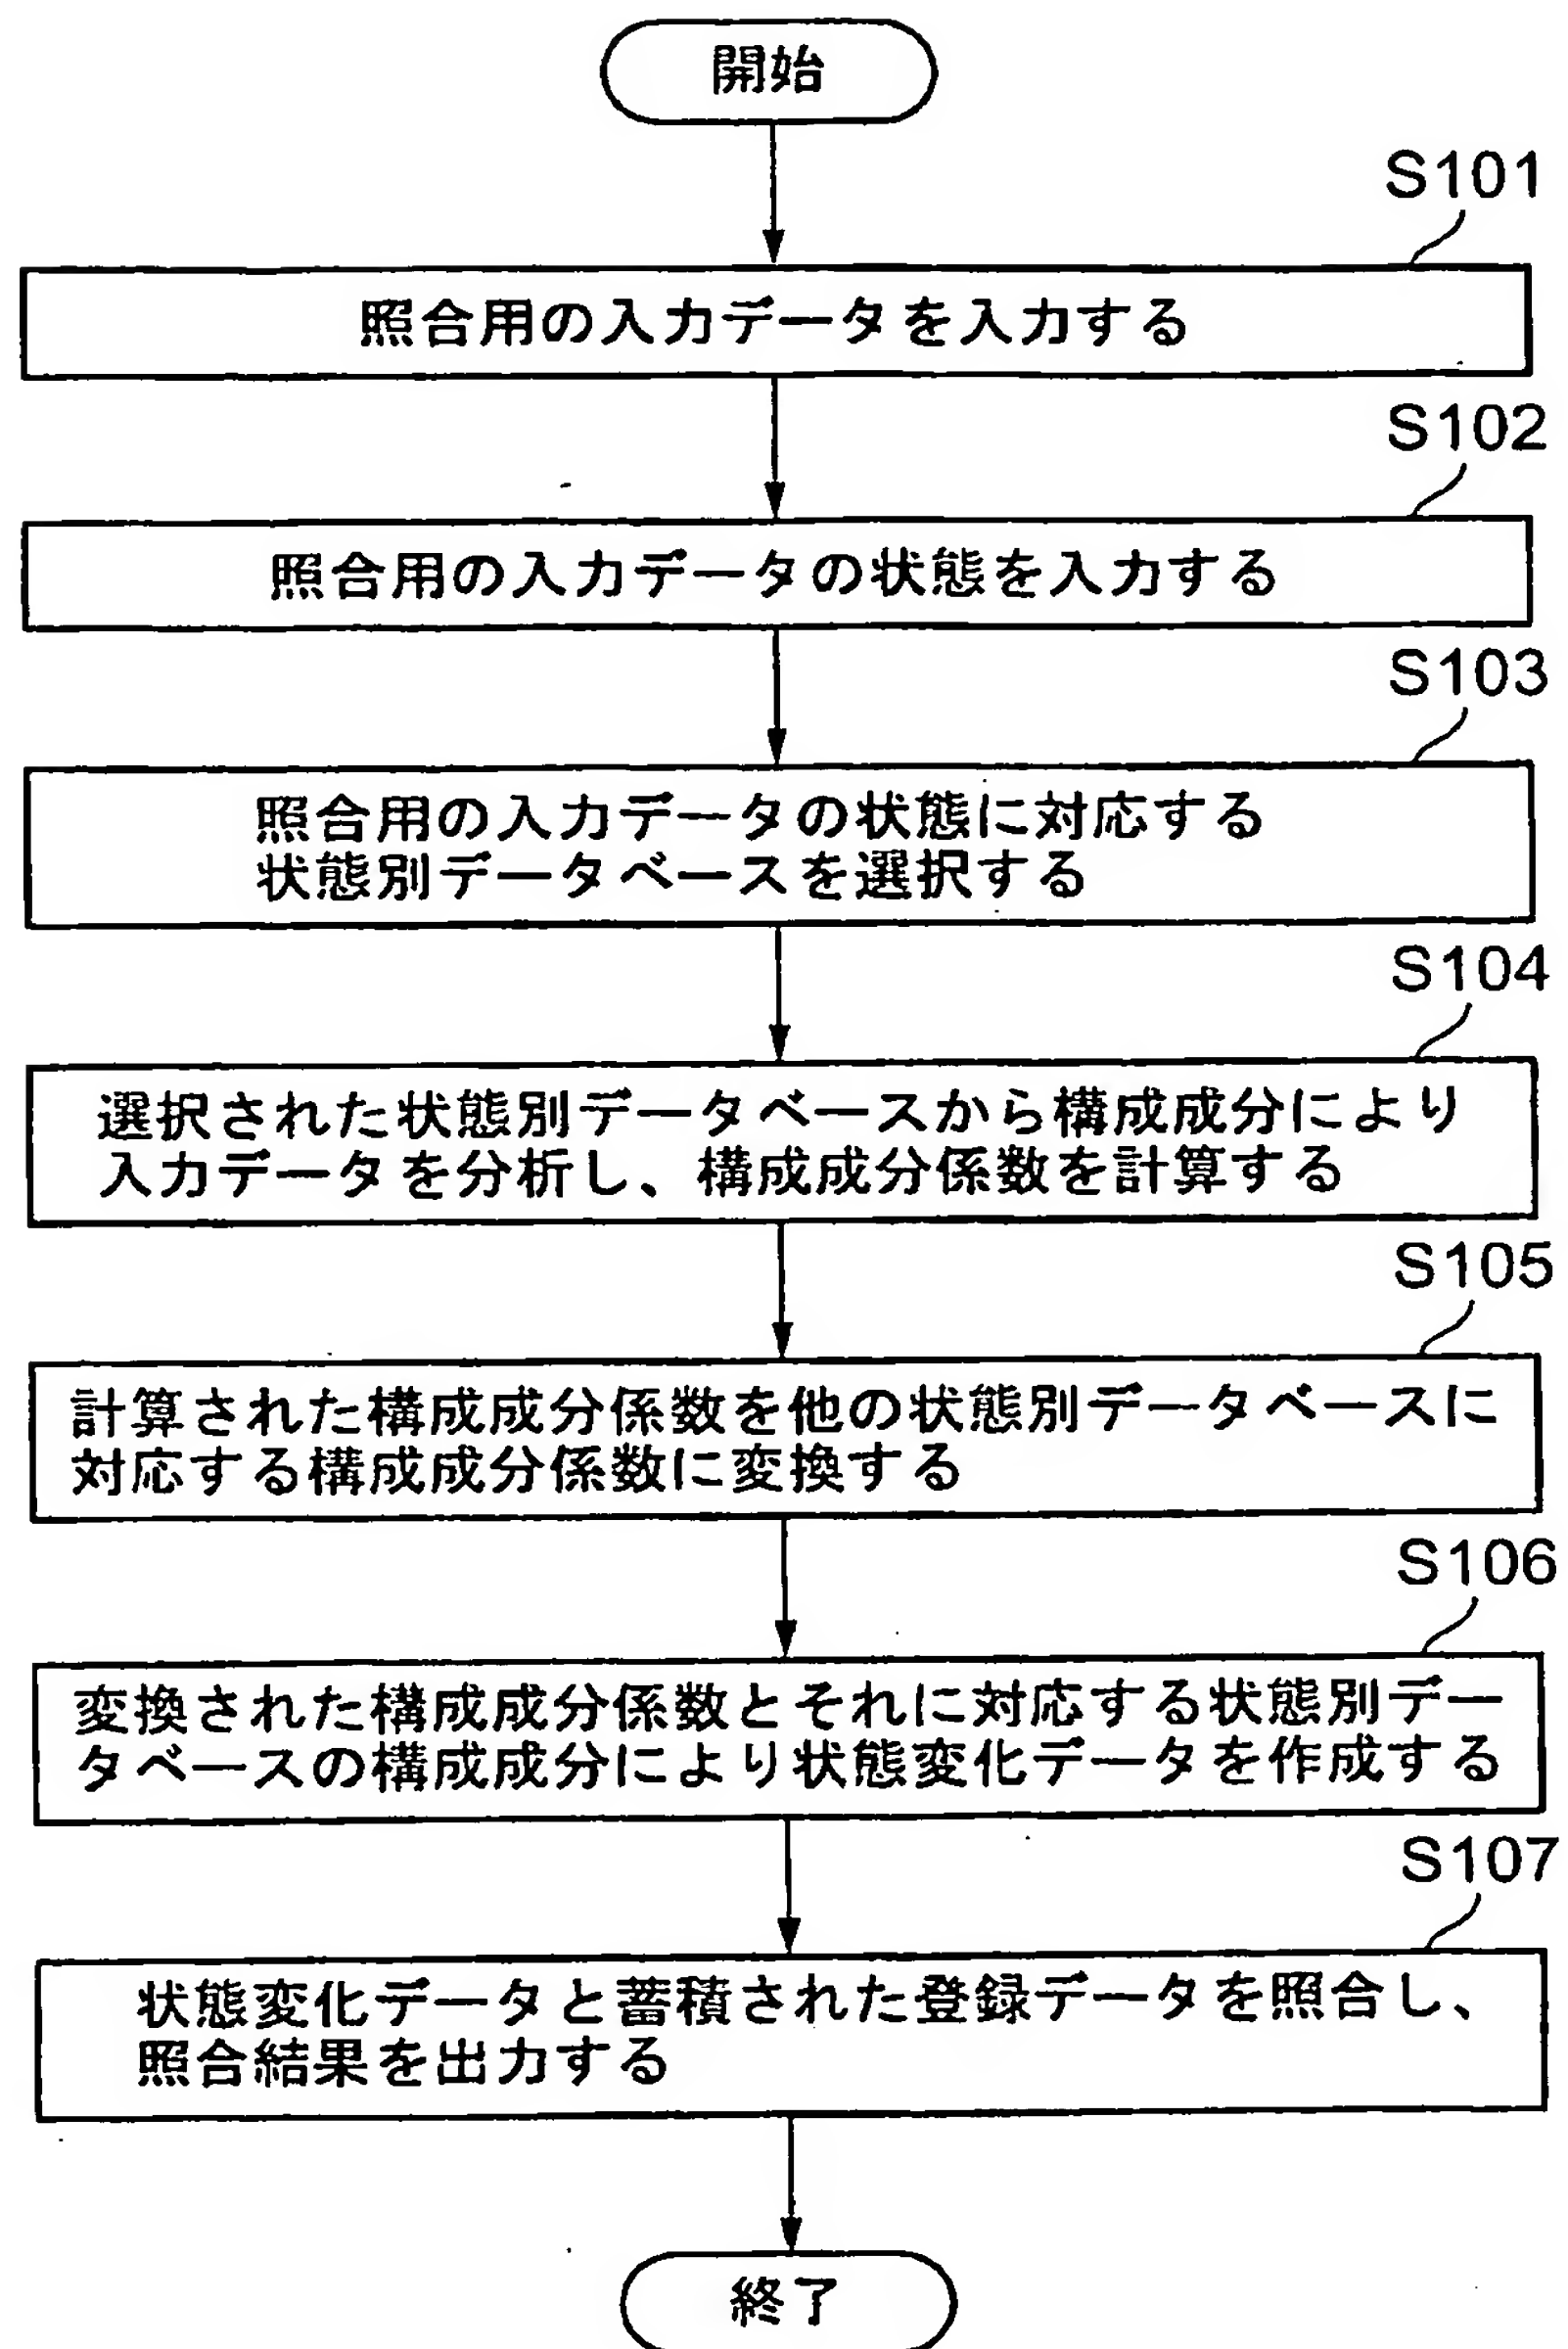 開始
S101
照合用の入力データを入力する
S102
照合用の入力データの状態を入力する
S103
照合用の入力データの状態に対応する
状態別データベースを選択する
S104
選択された状態別データベースから構成成分により
入力データを分析し、構成成分係数を計算する
S105
計算された構成成分係数を他の状態別データベースに
対応する構成成分係数に変換する
S106
変換された構成成分係数とそれに対応する状態別デー
タベースの構成成分により状態変化データを作成する
S107
状態変化データと蓄積された登録データを照合し、
照合結果を出力する
終了